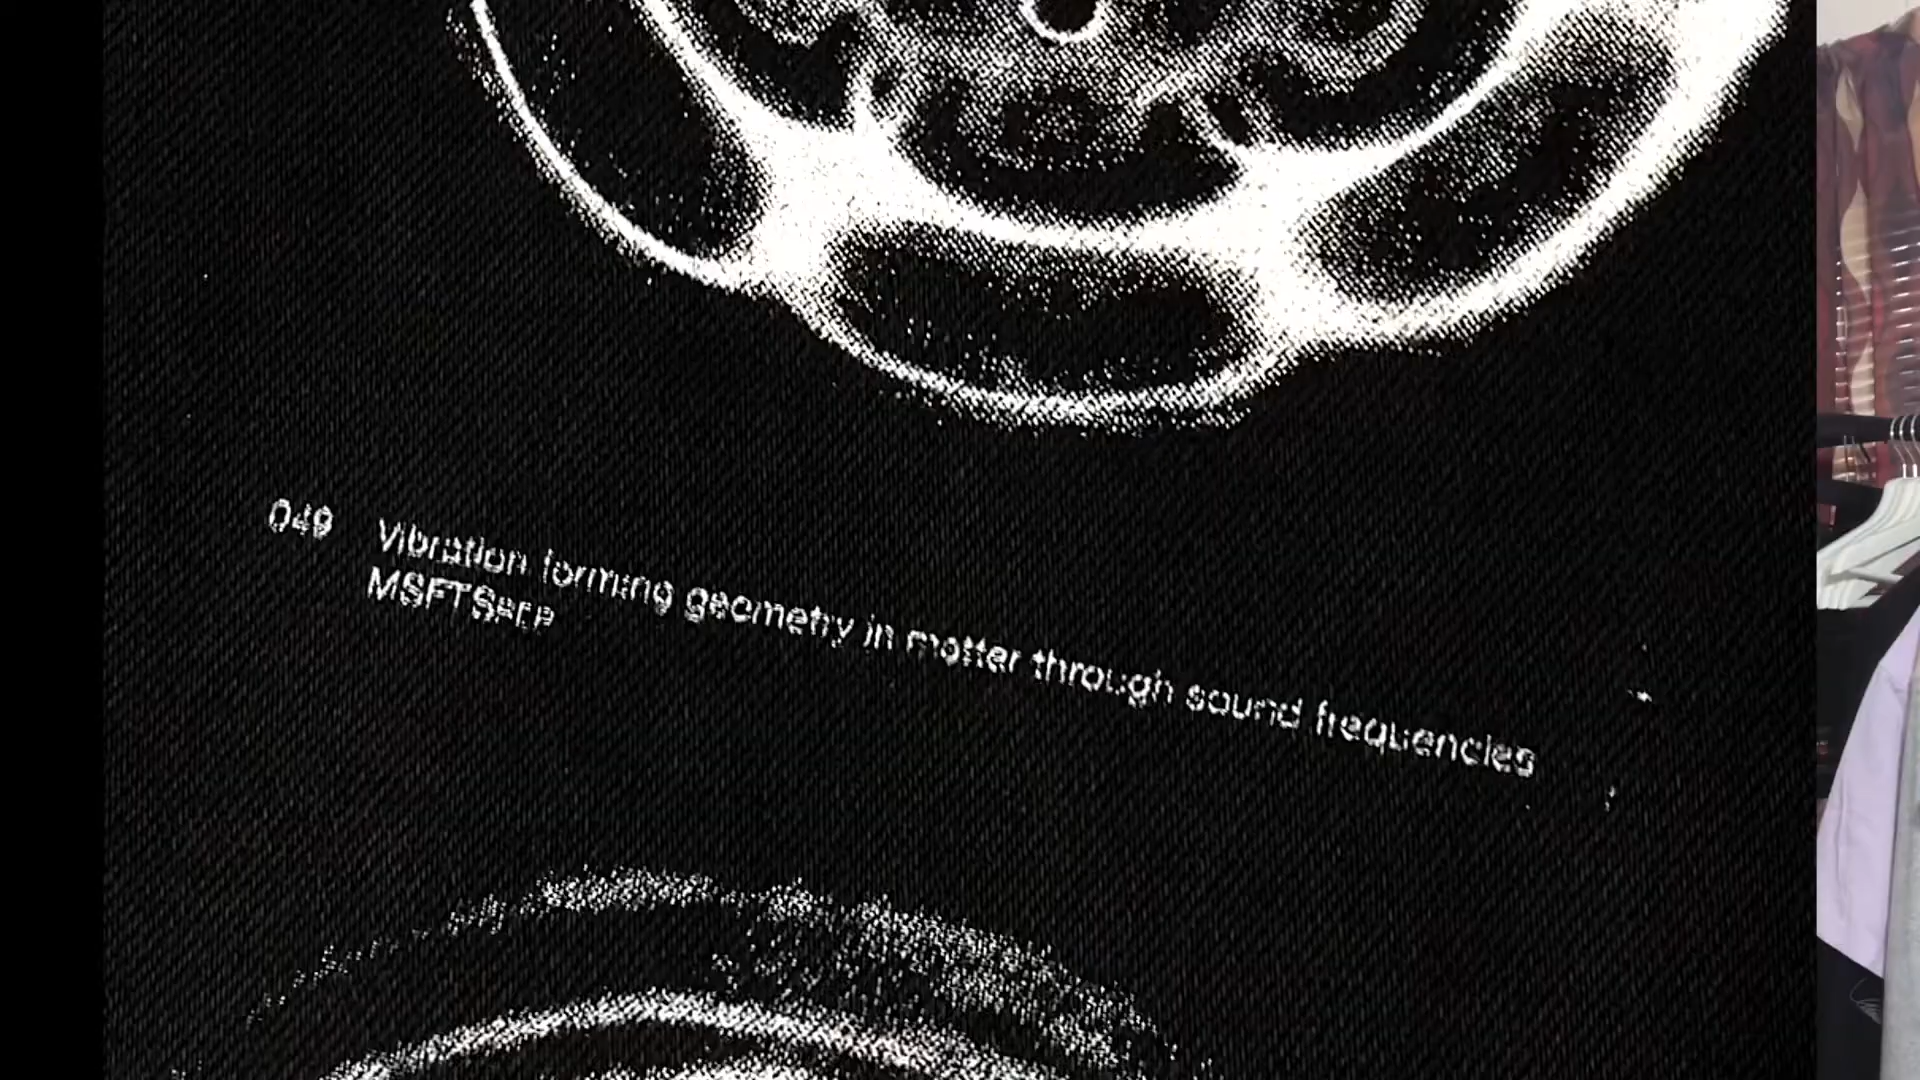 049 Vibration forming geometry in matter through sound frequencies
MSFTSrep